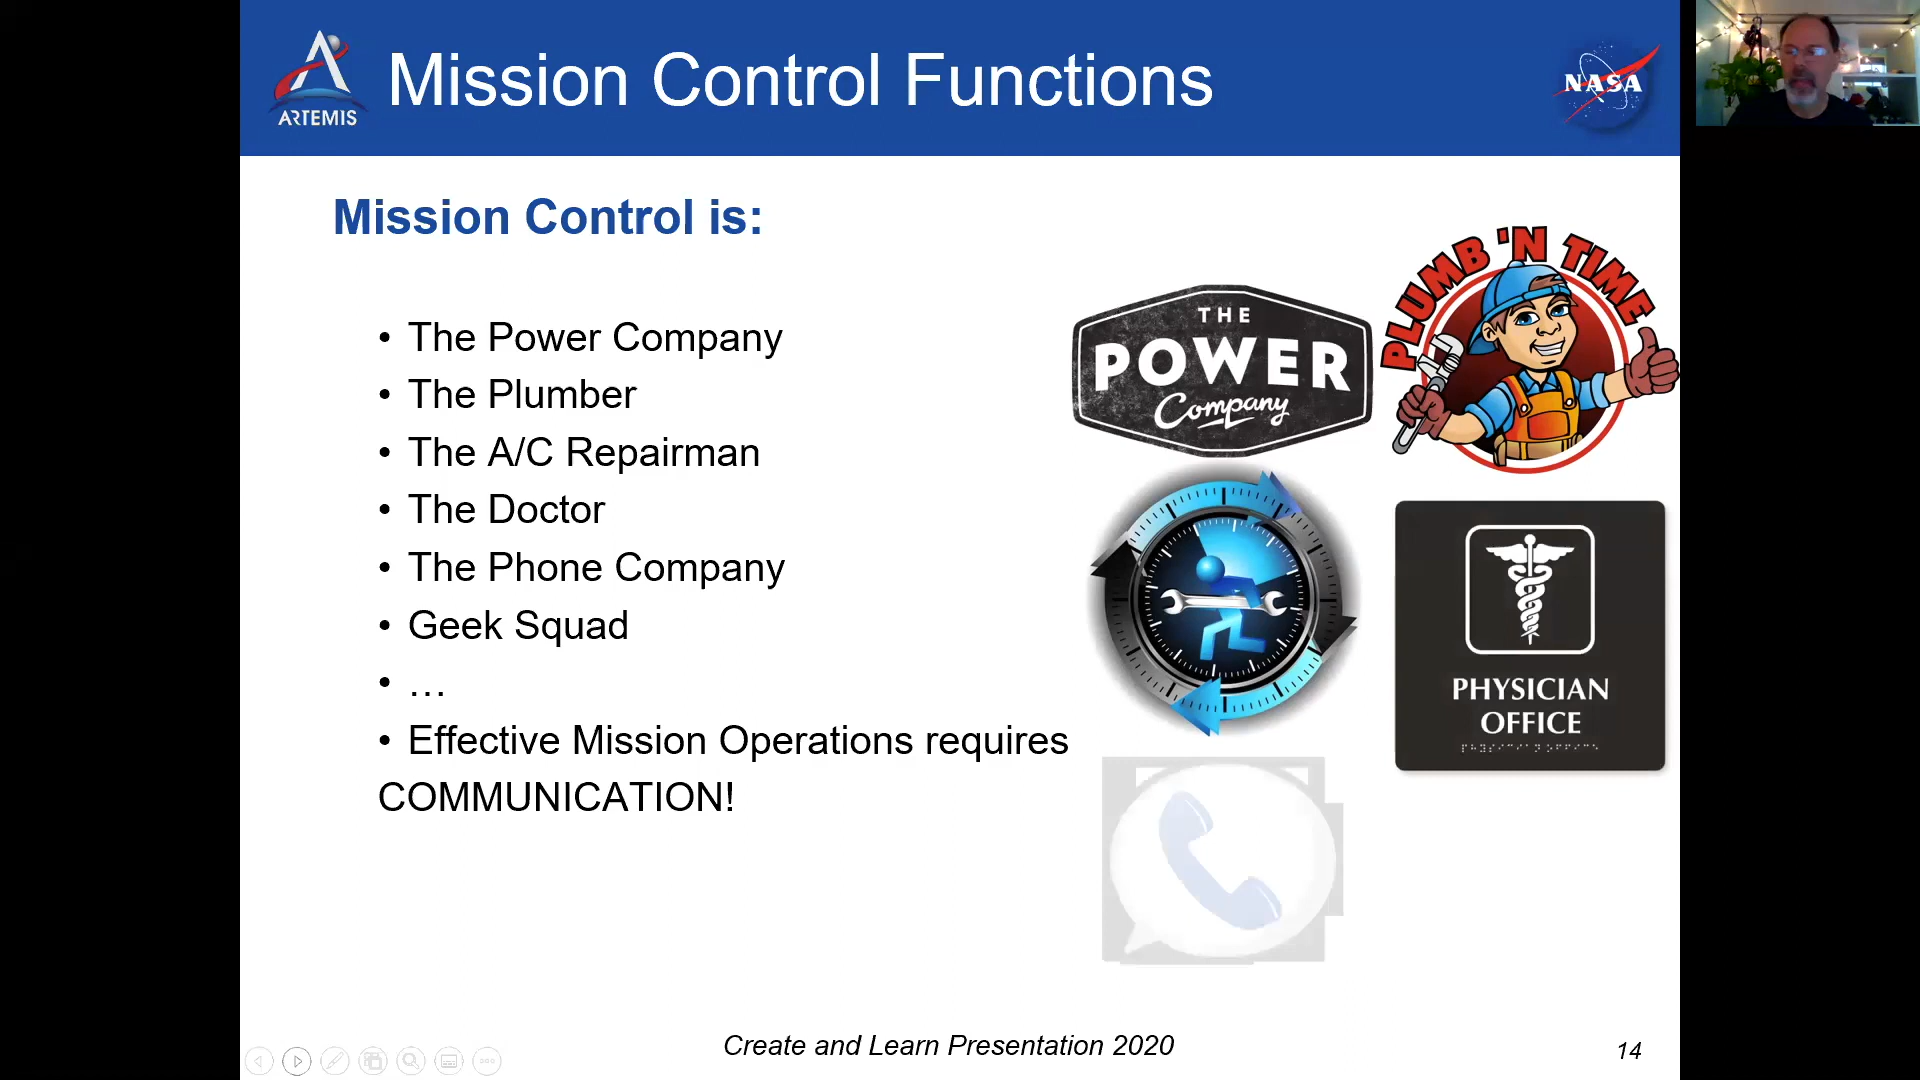 ARTEMIS
Mission Control Functions
NASA
Mission Control is:
• The Power Company
• The Plumber
• The A/C Repairman
• The Doctor
• The Phone Company
• Geek Squad
• …
• Effective Mission Operations requires
COMMUNICATION!
THE
POWER
Company
PLUMB 'N TIME
PHYSICIAN
OFFICE
Create and Learn Presentation 2020
14